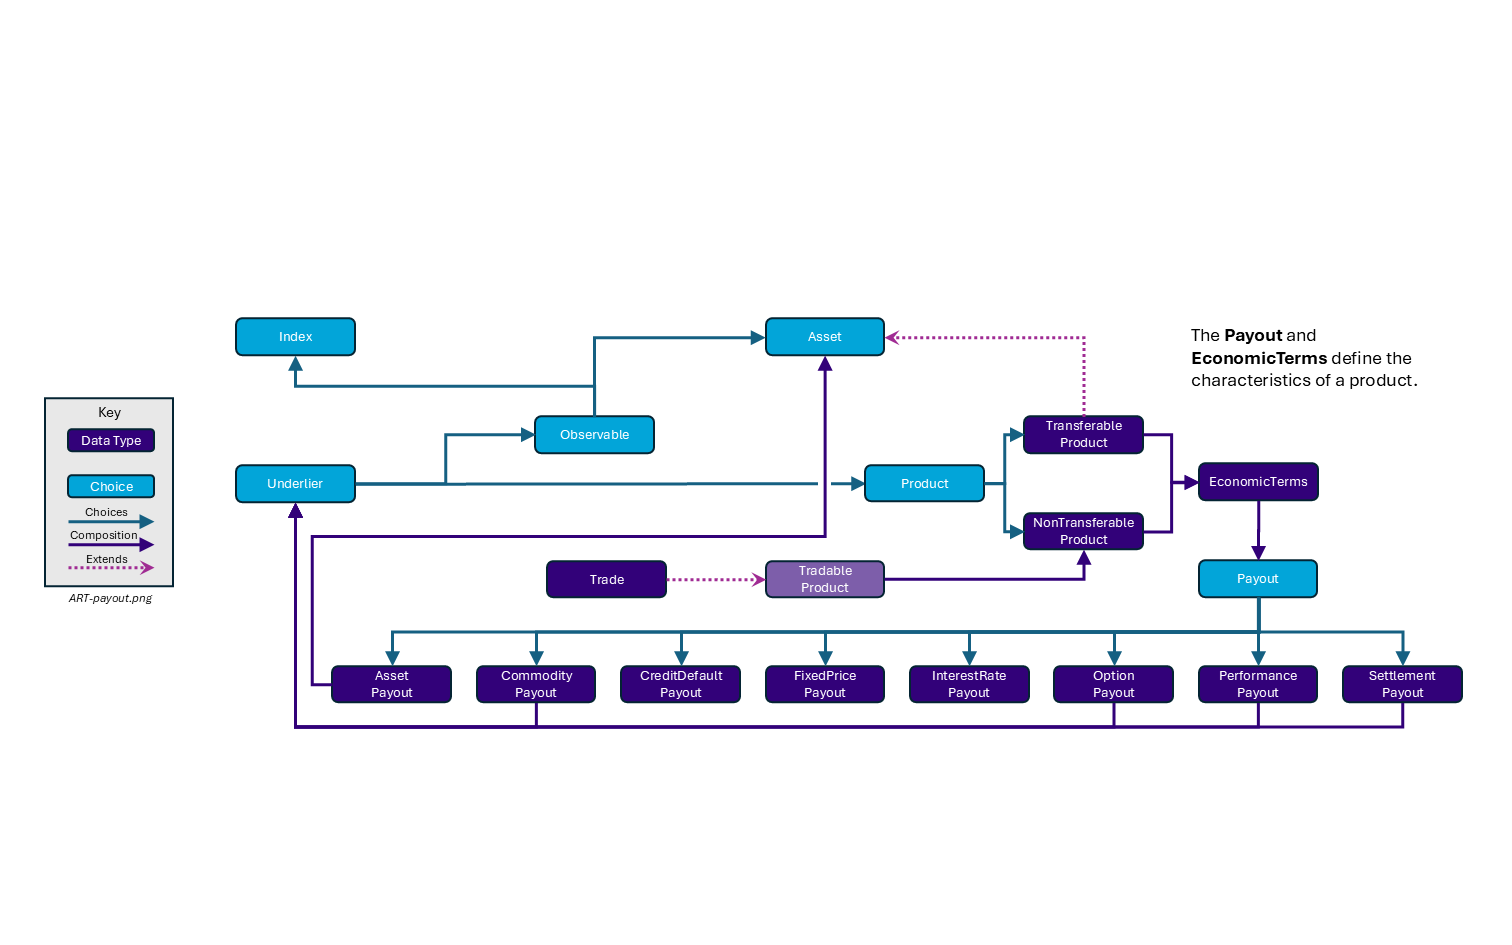 Index
Asset
The Payout and
EconomicTerms define the
characteristics of a product.
Key
Data Type
Choice
Choices
Composition
Extends
ART-payout.png
Observable
Transferable
Product
Underlier
Product
EconomicTerms
NonTransferable
Product
Trade
Tradable
Product
Payout
Asset
Payout
Commodity
Payout
CreditDefault
Payout
FixedPrice
Payout
InterestRate
Payout
Option
Payout
Performance
Payout
Settlement
Payout